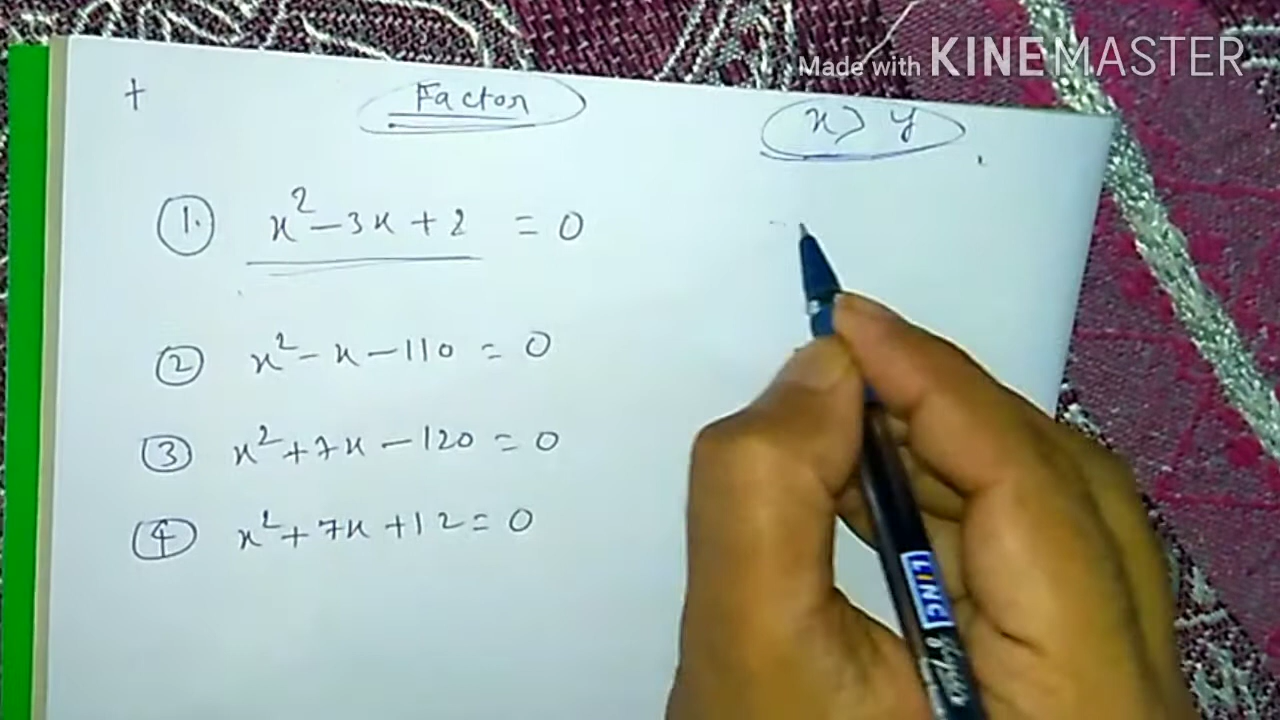 Made with KINEMASTER
+
Factor
x > y
1. x² - 3x + 2 = 0
2 x² - x - 110 = 0
3 x² + 7x - 120 = 0
4 x² + 7x + 12 = 0
LINC